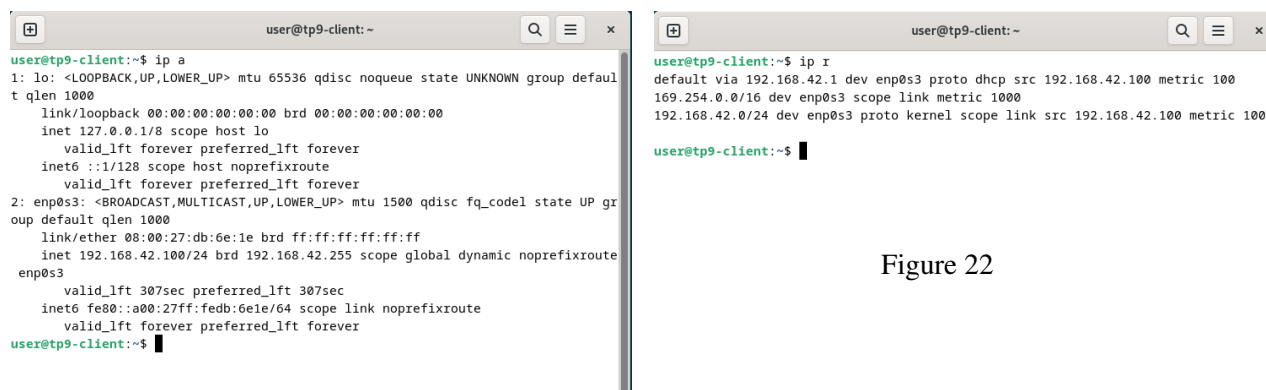 user@tp9-client: ~
user@tp9-client:~$ ip a
1: lo: <LOOPBACK,UP,LOWER_UP> mtu 65536 qdisc noqueue state UNKNOWN group defaul
t qlen 1000
    link/loopback 00:00:00:00:00:00 brd 00:00:00:00:00:00
    inet 127.0.0.1/8 scope host lo
       valid_lft forever preferred_lft forever
    inet6 ::1/128 scope host noprefixroute
       valid_lft forever preferred_lft forever
2: enp0s3: <BROADCAST,MULTICAST,UP,LOWER_UP> mtu 1500 qdisc fq_codel state UP gr
oup default qlen 1000
    link/ether 08:00:27:db:6e:1e brd ff:ff:ff:ff:ff:ff
    inet 192.168.42.100/24 brd 192.168.42.255 scope global dynamic noprefixroute
 enp0s3
       valid_lft 307sec preferred_lft 307sec
    inet6 fe80::a00:27ff:fedb:6e1e/64 scope link noprefixroute
       valid_lft forever preferred_lft forever
user@tp9-client:~$
user@tp9-client: ~
user@tp9-client:~$ ip r
default via 192.168.42.1 dev enp0s3 proto dhcp src 192.168.42.100 metric 100
169.254.0.0/16 dev enp0s3 scope link metric 1000
192.168.42.0/24 dev enp0s3 proto kernel scope link src 192.168.42.100 metric 100
user@tp9-client:~$
Figure 22